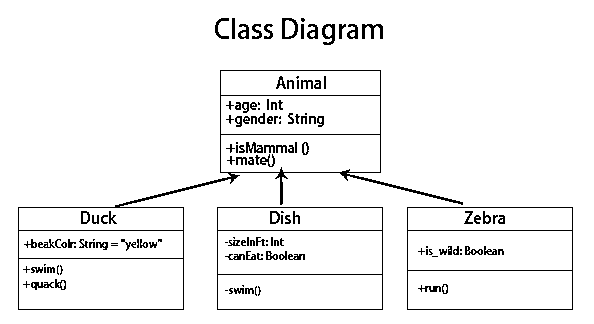 Class Diagram
Animal
+age: Int
+gender: String
+isMammal ()
+mate()
Duck
+beakColr: String = "yellow"
+swim()
+quack()
Dish
-sizeInFt: Int
-canEat: Boolean
-swim()
Zebra
+is_wild: Boolean
+run()